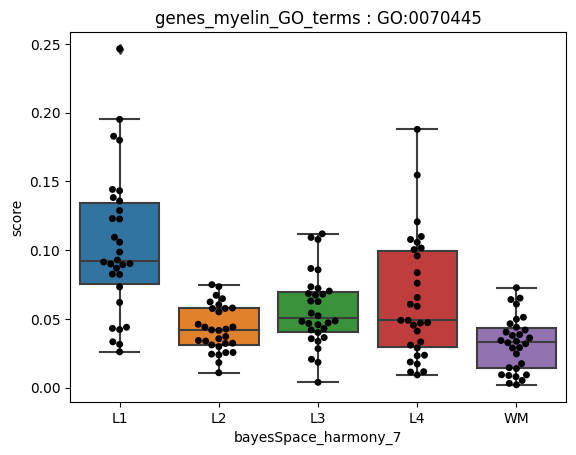 genes_myelin_GO_terms : GO:0070445
0.25
0.20
0.15
0.10
0.05
0.00
score
L1 L2 L3 L4 WM
bayesSpace_harmony_7